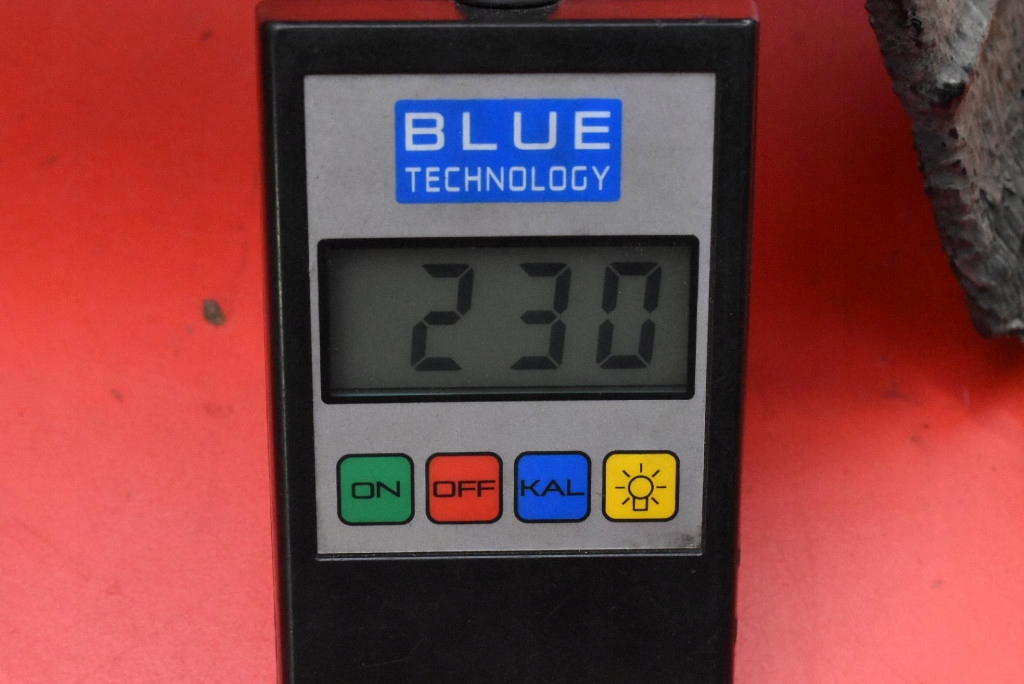 BLUE
TECHNOLOGY
230
ON OFF KAL